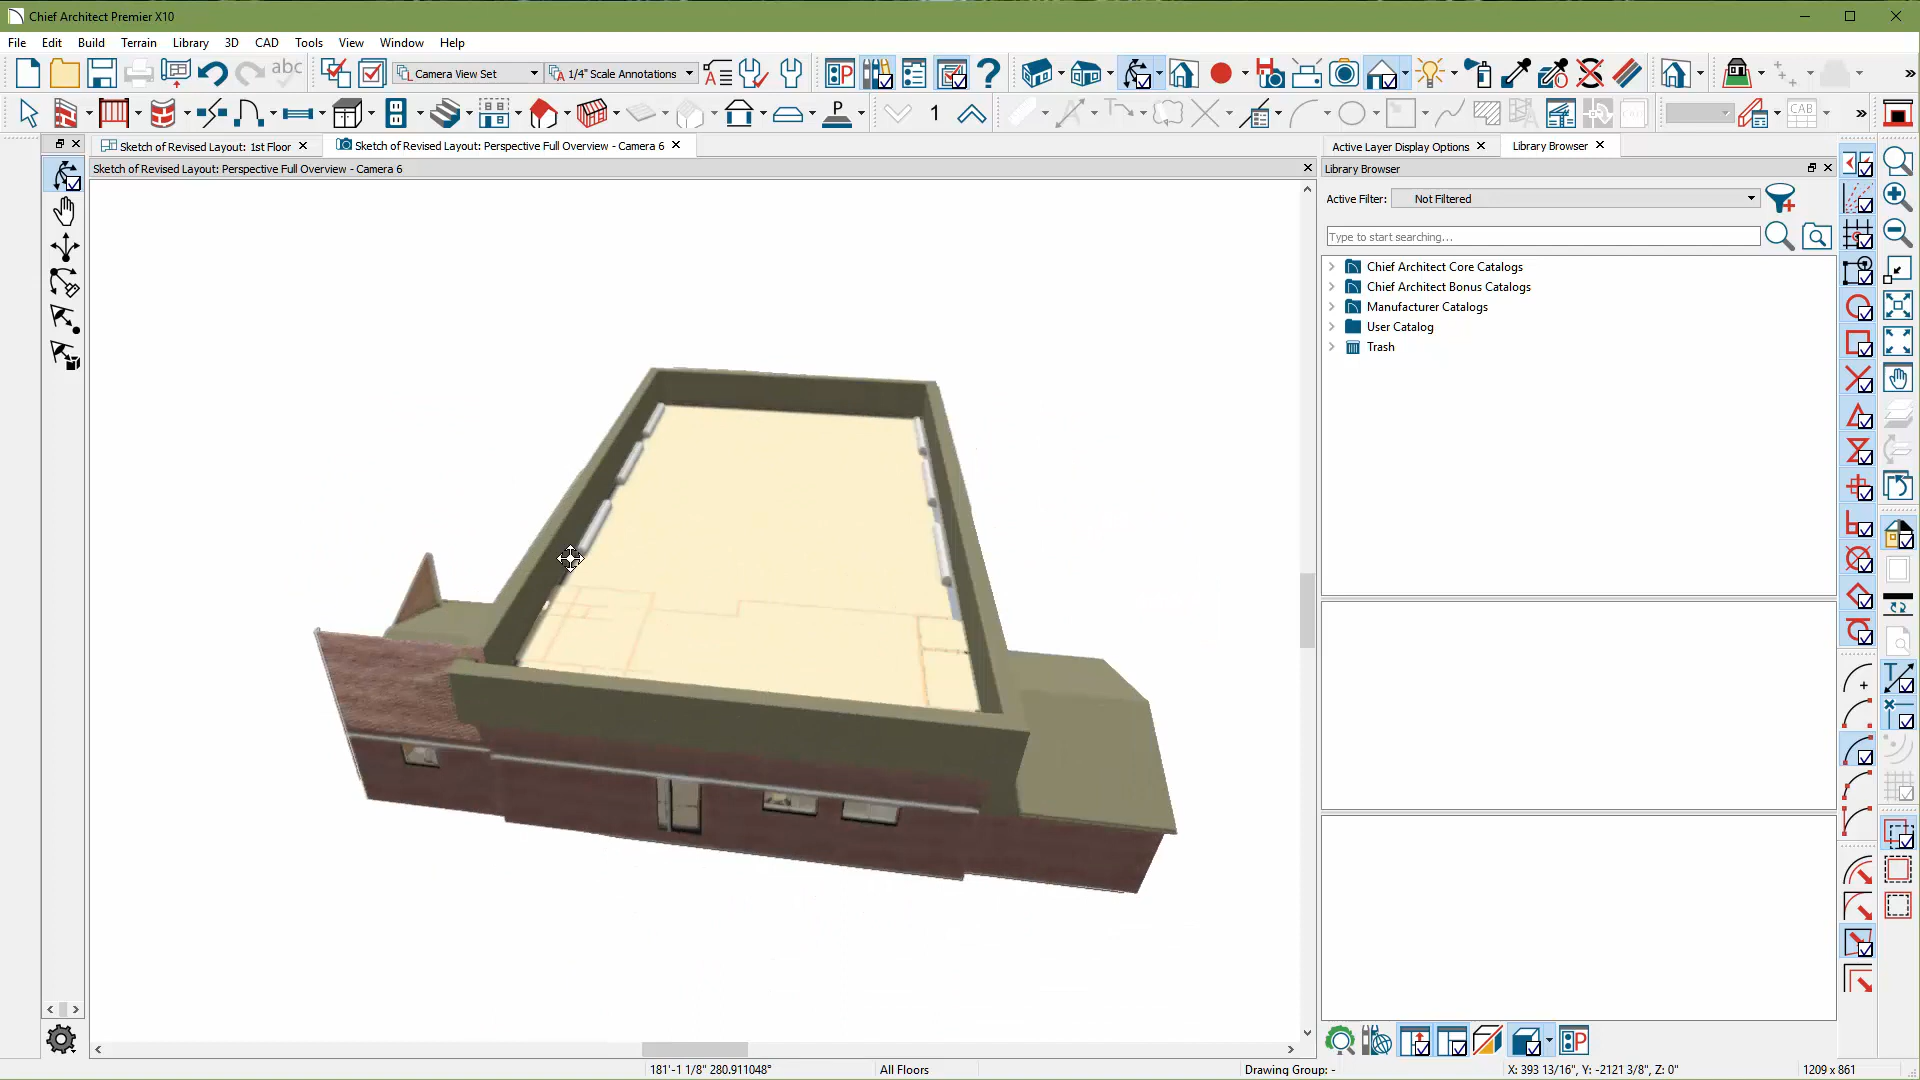 Chief Architect Premier X10
File Edit Build Terrain Library 3D CAD Tools View Window Help
abc Camera View Set 1/4" Scale Annotations P ?
P 1 CAB
Sketch of Revised Layout: 1st Floor Sketch of Revised Layout: Perspective Full Overview - Camera 6 Active Layer Display Options Library Browser
Sketch of Revised Layout: Perspective Full Overview - Camera 6 Library Browser
Active Filter: Not Filtered
Type to start searching...
Chief Architect Core Catalogs
Chief Architect Bonus Catalogs
Manufacturer Catalogs
User Catalog
Trash
181'-1 1/8" 280.911048° All Floors Drawing Group: - X: 393 13/16", Y: -2121 3/8", Z: 0" 1209 x 861